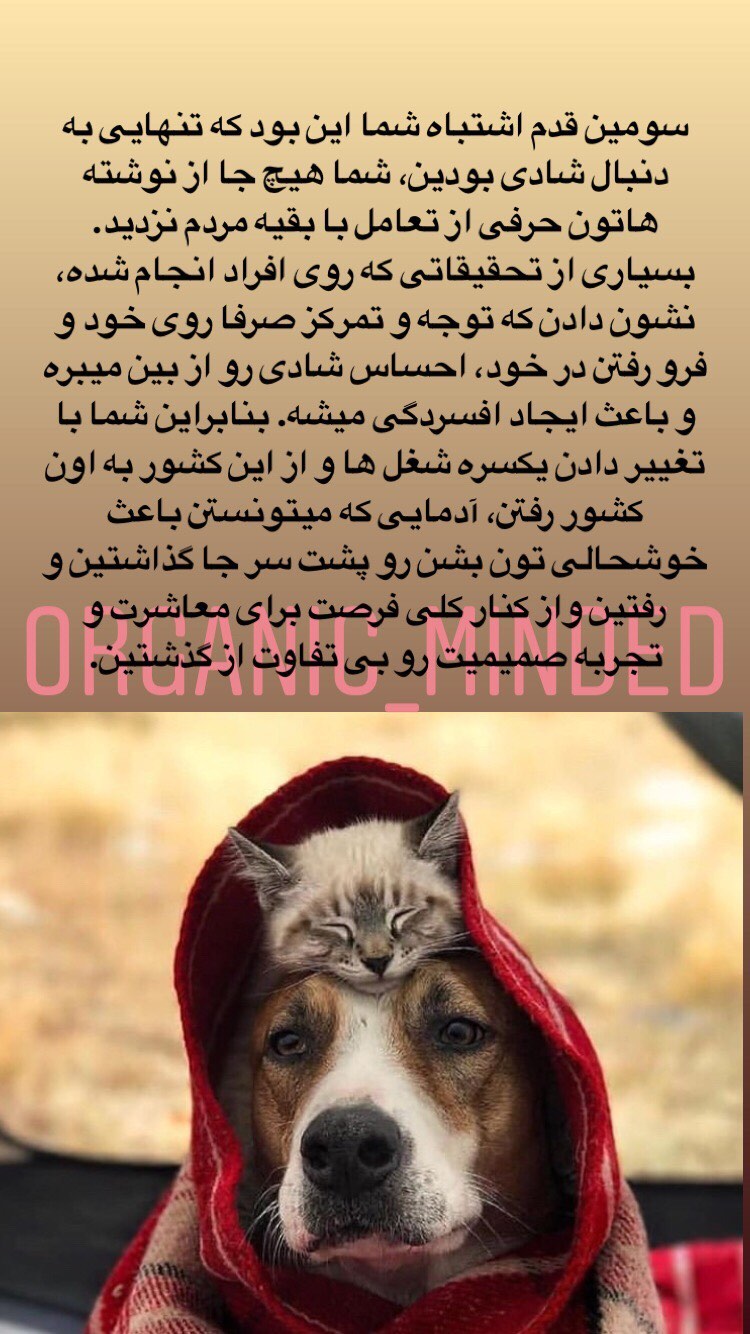 سومین قدم اشتباه شما این بود که تنهایی به
دنبال شادی بودین، شما هیچ جا از نوشته
هاتون حرفی از تعامل با بقیه مردم نزدید.
بسیاری از تحقیقاتی که روی افراد انجام شده،
نشون دادن که توجه و تمرکز صرفا روی خود و
فرو رفتن در خود، احساس شادی رو از بین میبره
و باعث ایجاد افسردگی میشه. بنابراین شما با
تغییر دادن یکسره شغل ها و از این کشور به اون
کشور رفتن، آدمایی که میتونستن باعث
خوشحالی تون بشن رو پشت سر جا گذاشتین و
رفتین و از کنار کلی فرصت برای معاشرت و
تجربه صمیمیت رو بی تفاوت از گذشتین.
ORGANIC_MINDED